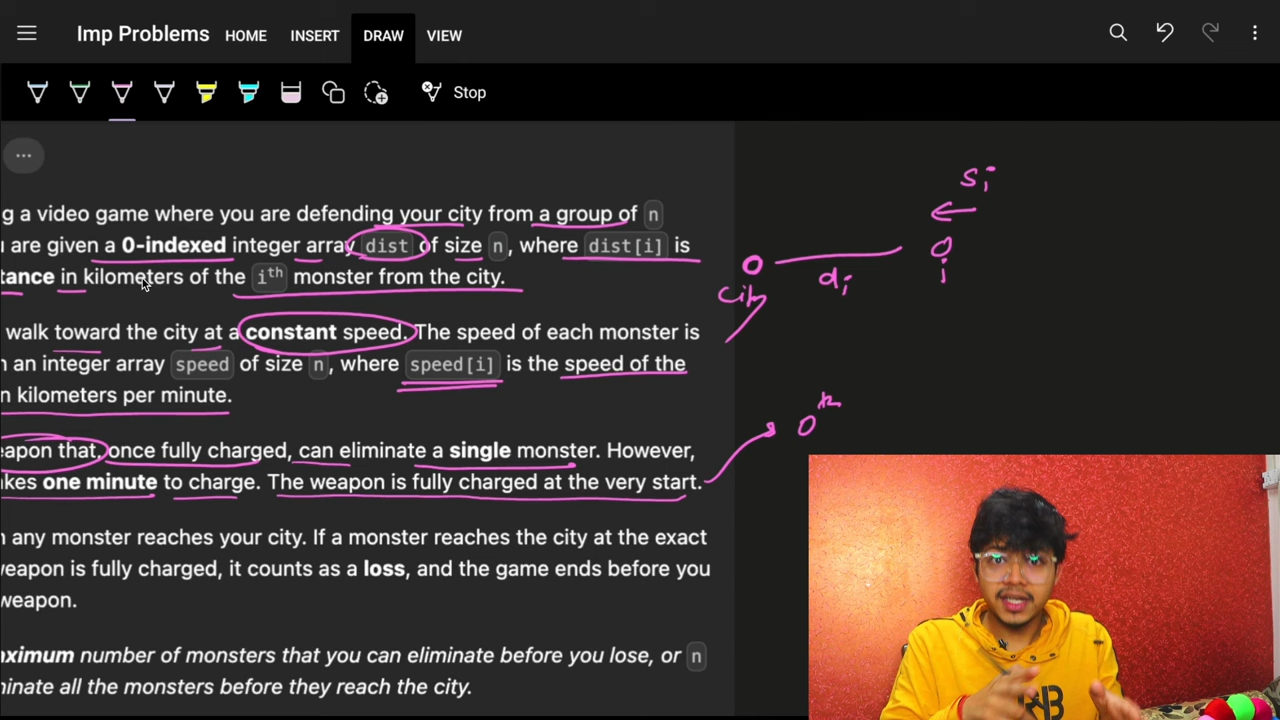 Imp Problems HOME INSERT DRAW VIEW
Stop
g a video game where you are defending your city from a group of n
u are given a 0-indexed integer array dist of size n, where dist[i] is
tance in kilometers of the ith monster from the city.
walk toward the city at a constant speed. The speed of each monster is
n an integer array speed of size n, where speed[i] is the speed of the
n kilometers per minute.
eapon that, once fully charged, can eliminate a single monster. However,
kes one minute to charge. The weapon is fully charged at the very start.
n any monster reaches your city. If a monster reaches the city at the exact
weapon is fully charged, it counts as a loss, and the game ends before you
weapon.
ximum number of monsters that you can eliminate before you lose, or n
minate all the monsters before they reach the city.
si
di
i
city
0th